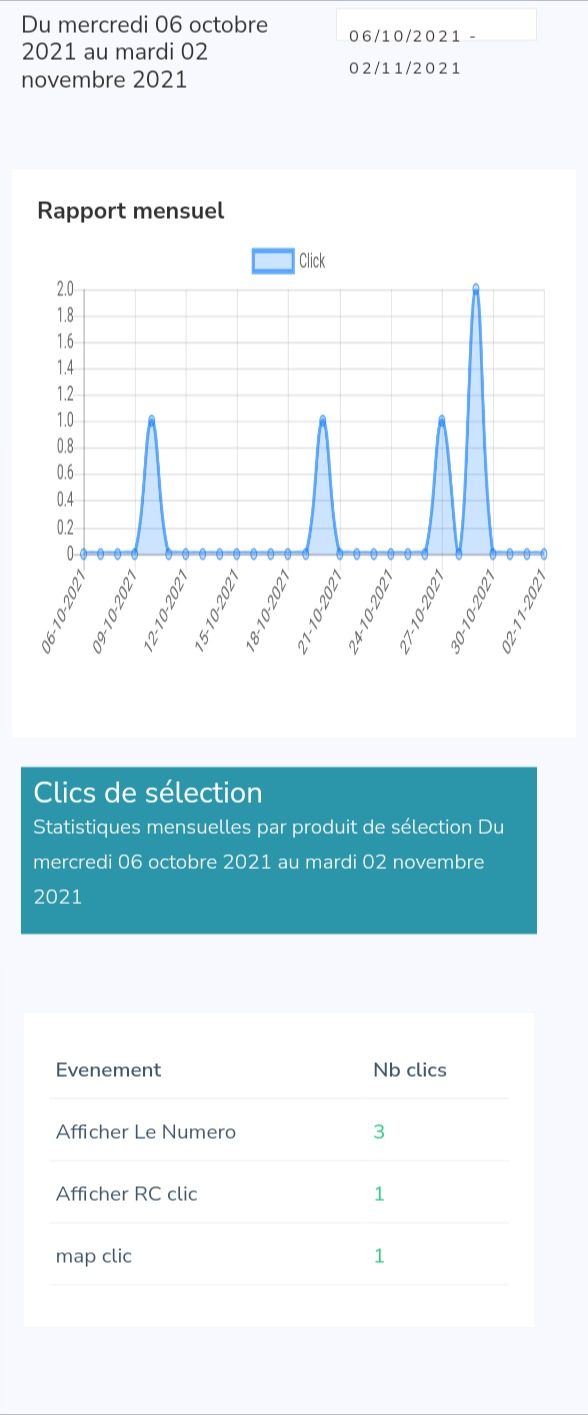 Du mercredi 06 octobre
2021 au mardi 02
novembre 2021
06/10/2021 -
02/11/2021
Rapport mensuel
Click
2.0
1.8
1.6
1.4
1.2
1.0
0.8
0.6
0.4
0.2
0
06-10-2021
09-10-2021
12-10-2021
15-10-2021
18-10-2021
21-10-2021
24-10-2021
27-10-2021
30-10-2021
02-11-2021
Clics de sélection
Statistiques mensuelles par produit de sélection Du
mercredi 06 octobre 2021 au mardi 02 novembre
2021
Evenement Nb clics
Afficher Le Numero 3
Afficher RC clic 1
map clic 1